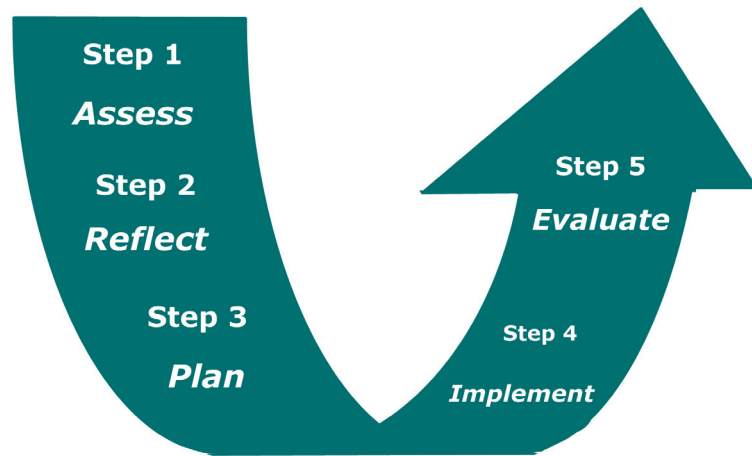 Step 1
Assess
Step 2
Reflect
Step 3
Plan
Step 4
Implement
Step 5
Evaluate